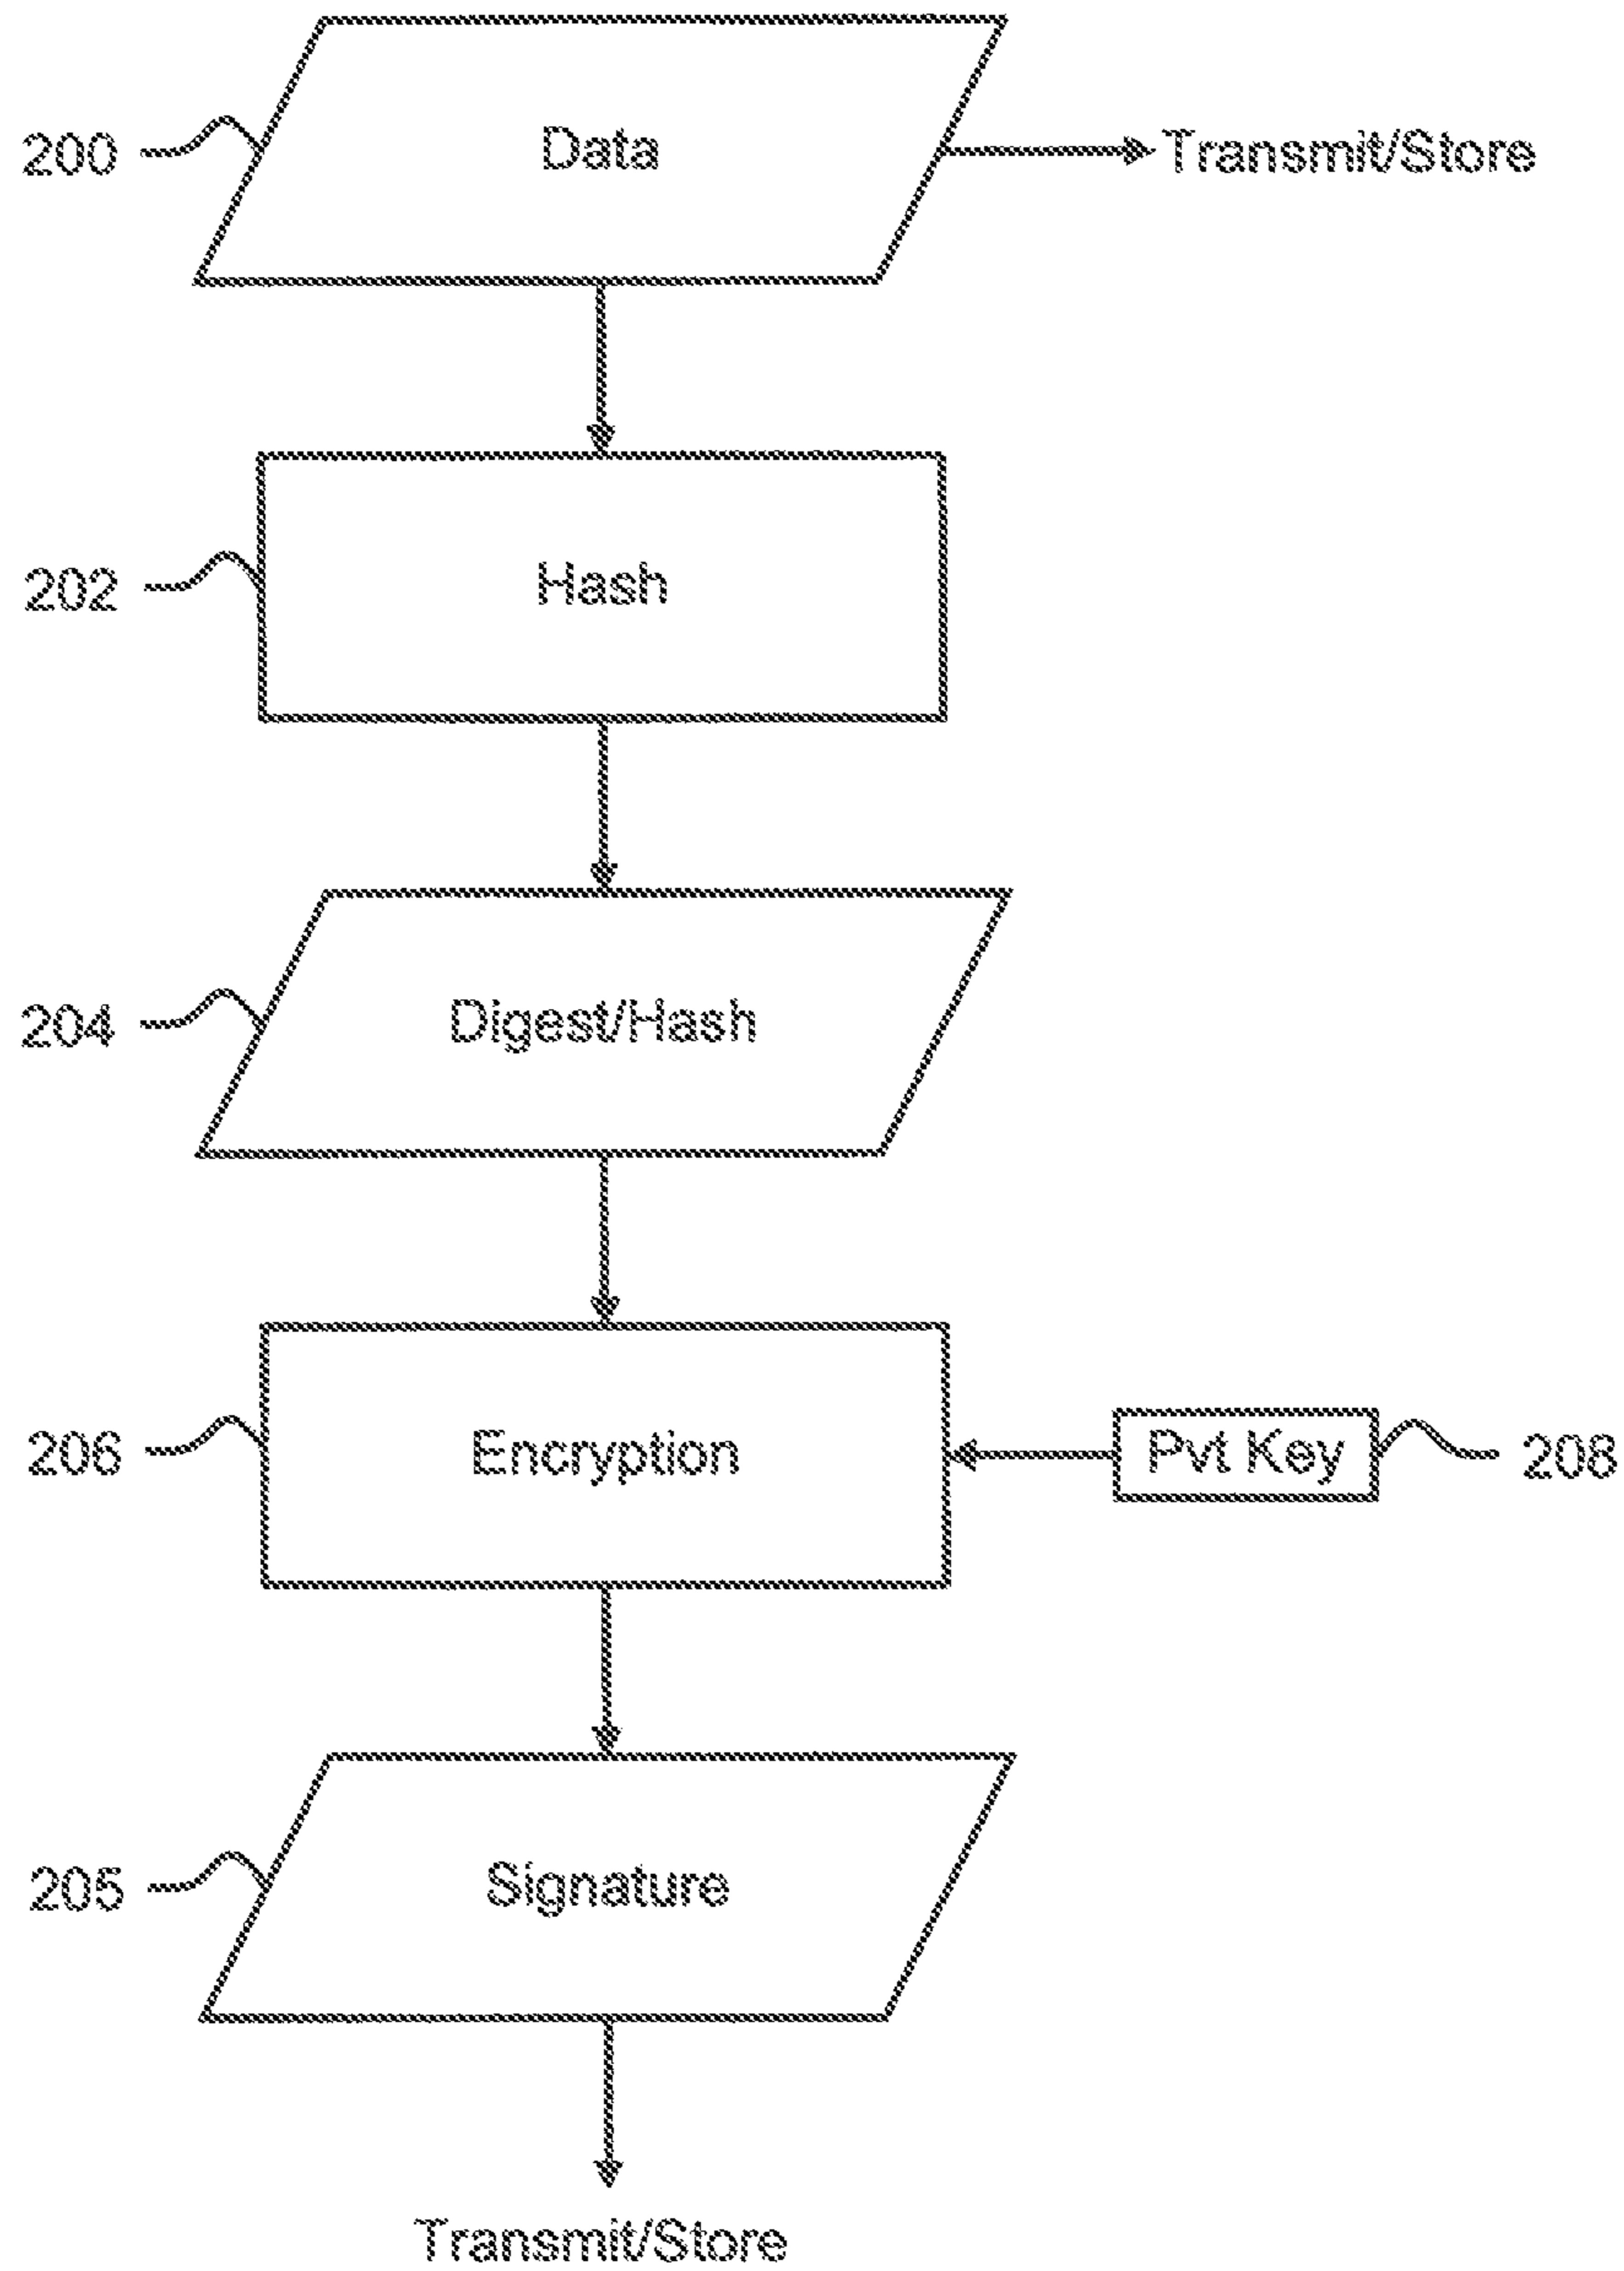 200
Data
Transmit/Store
202
Hash
204
Digest/Hash
206
Encryption
Pvt Key
208
205
Signature
Transmit/Store